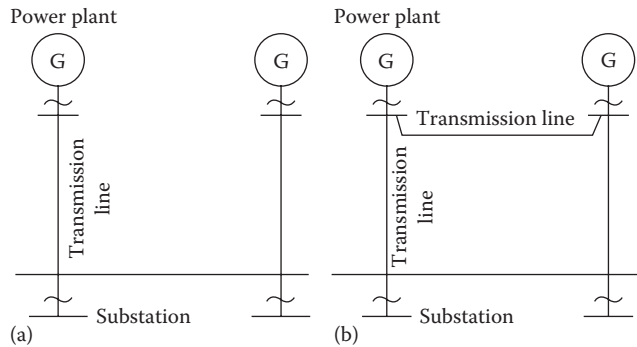 Power plant
G
G
Transmission
line
Substation
(a)
Power plant
G
G
Transmission line
Transmission
line
Substation
(b)